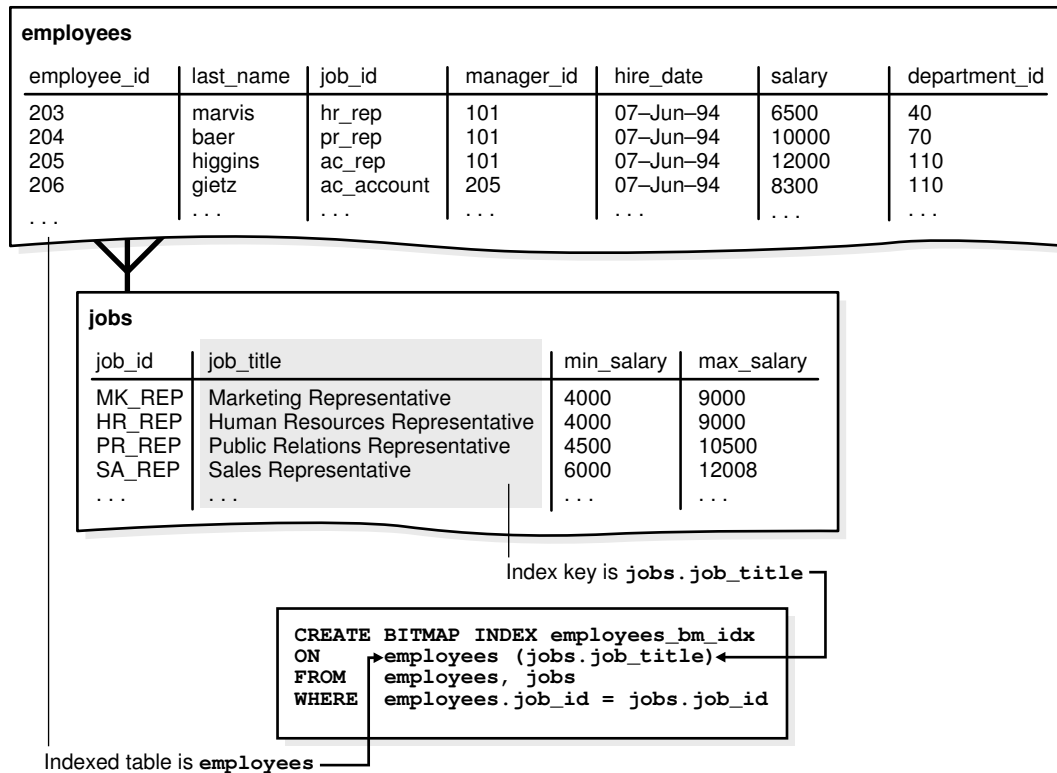 employees
employee_id last_name job_id manager_id hire_date salary department_id
203 marvis hr_rep 101 07–Jun–94 6500 40
204 baer pr_rep 101 07–Jun–94 10000 70
205 higgins ac_rep 101 07–Jun–94 12000 110
206 gietz ac_account 205 07–Jun–94 8300 110
. . . . . . . . . . . . . . . . . . . . .
jobs
job_id job_title min_salary max_salary
MK_REP Marketing Representative 4000 9000
HR_REP Human Resources Representative 4000 9000
PR_REP Public Relations Representative 4500 10500
SA_REP Sales Representative 6000 12008
. . . . . . . . . . . .
Index key is jobs.job_title
CREATE BITMAP INDEX employees_bm_idx
ON employees (jobs.job_title)
FROM employees, jobs
WHERE employees.job_id = jobs.job_id
Indexed table is employees